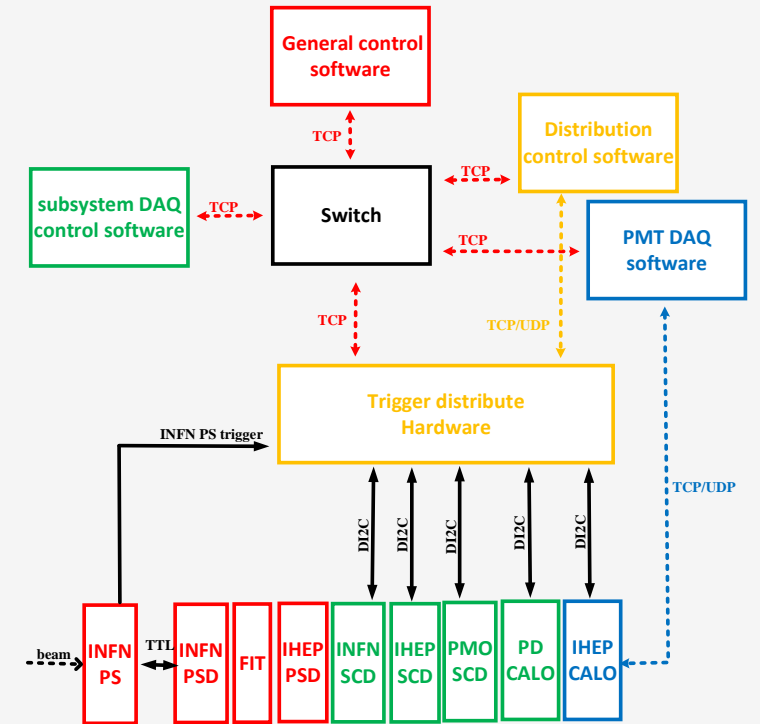 General control
software
TCP
Distribution
control software
TCP
subsystem DAQ
control software
TCP
Switch
PMT DAQ
software
TCP
TCP
TCP/UDP
Trigger distribute
Hardware
INFN PS trigger
TCP/UDP
DI2C
DI2C
DI2C
DI2C
DI2C
beam
INFN
PS
TTL
INFN
PSD
FIT
IHEP
PSD
INFN
SCD
IHEP
SCD
PMO
SCD
PD
CALO
IHEP
CALO